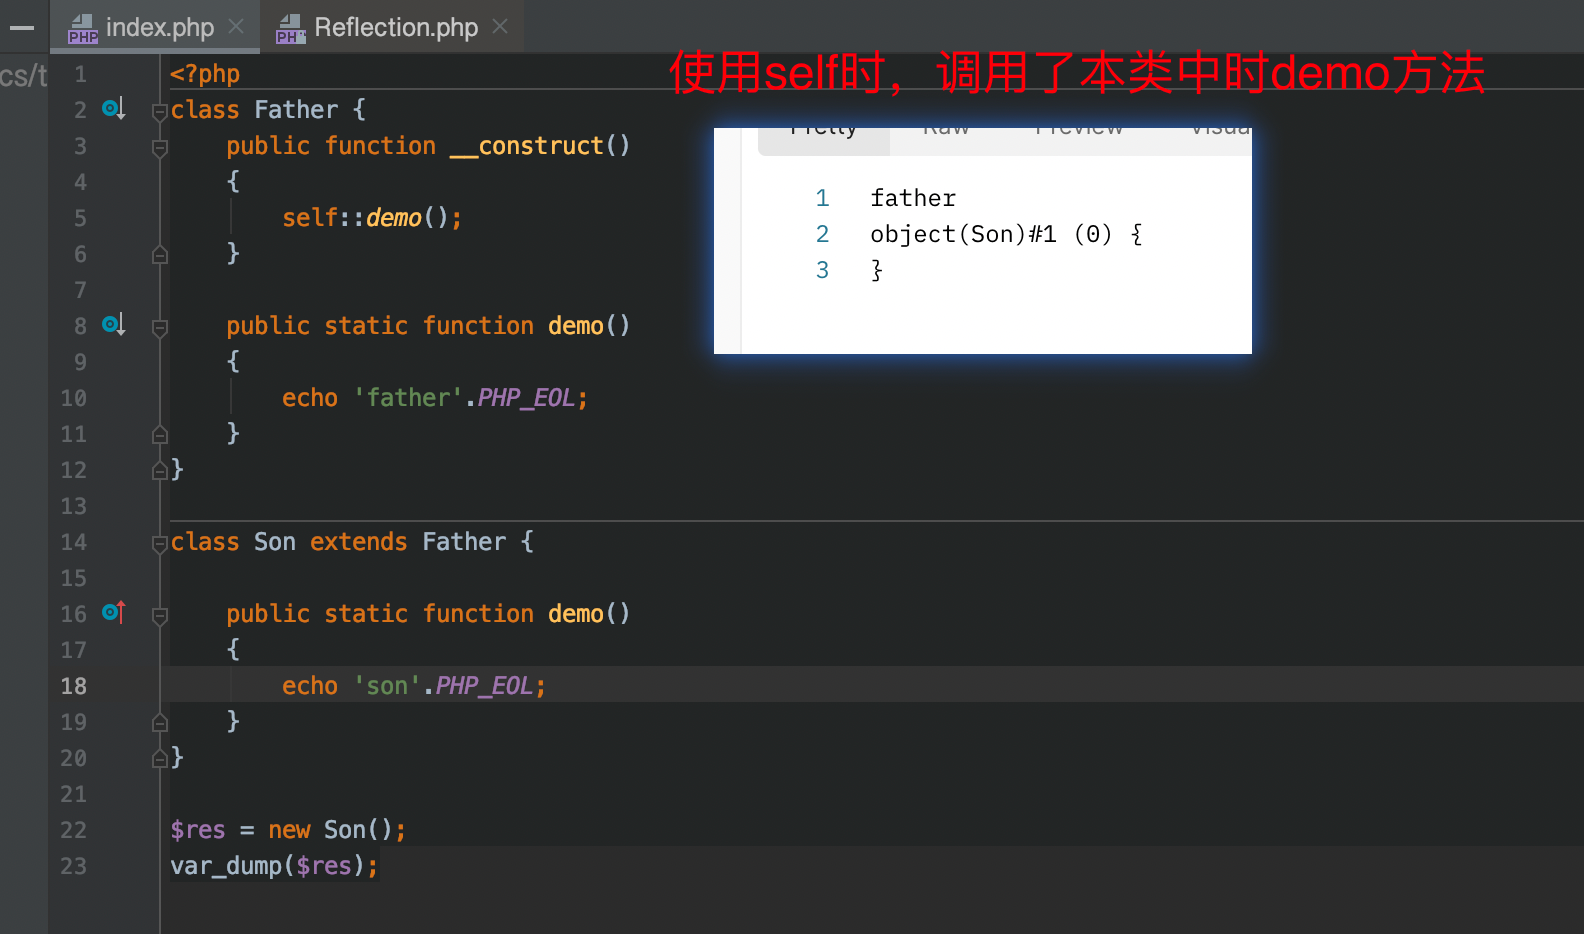 index.php
Reflection.php
cs/t
使用self时，调用了本类中时demo方法
1 <?php
2 class Father {
3 public function __construct()
4 {
5 self::demo();
6 }
7
8 public static function demo()
9 {
10 echo 'father'.PHP_EOL;
11 }
12 }
13
14 class Son extends Father {
15
16 public static function demo()
17 {
18 echo 'son'.PHP_EOL;
19 }
20 }
21
22 $res = new Son();
23 var_dump($res);
Pretty Raw Preview Visua
1 father
2 object(Son)#1 (0) {
3 }